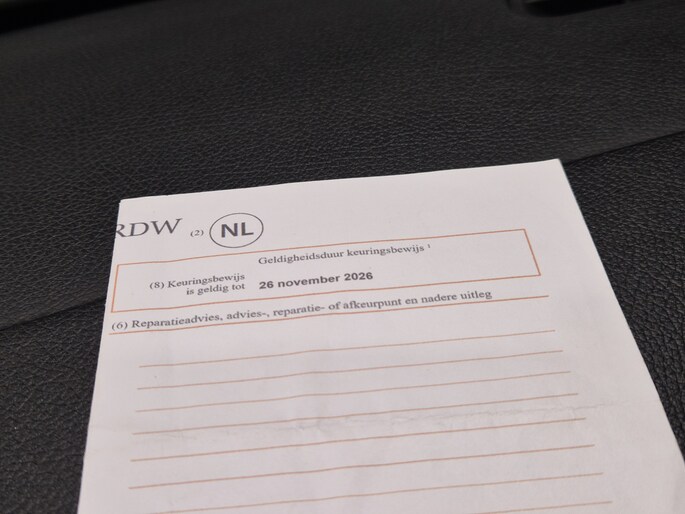 RDW (2) NL
Geldigheidsduur keuringsbewijs 1
(8) Keuringsbewijs
is geldig tot 26 november 2026
(6) Reparatieadvies, advies-, reparatie- of afkeurpunt en nadere uitleg